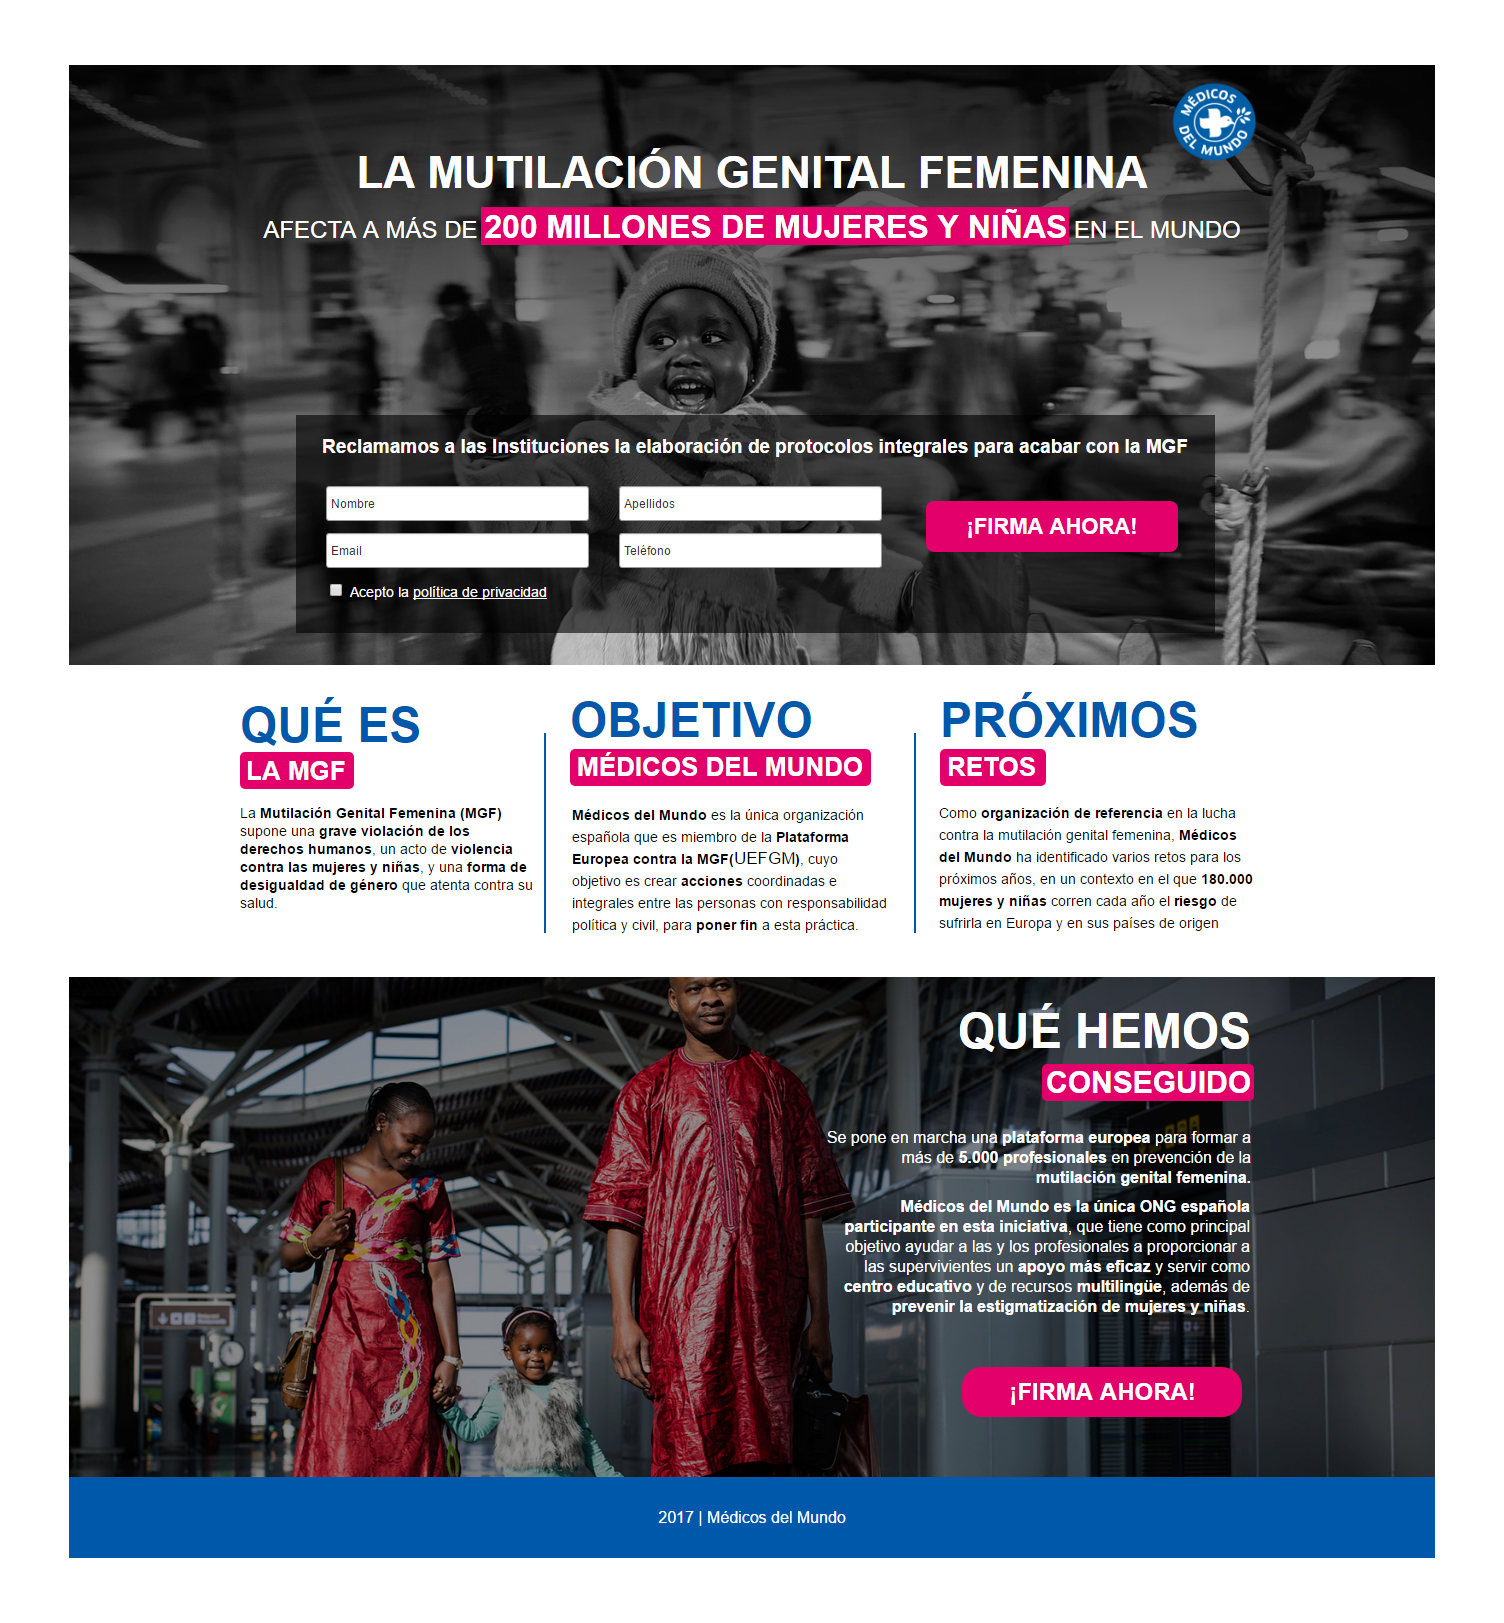 MÉDICOS DEL MUNDO
LA MUTILACIÓN GENITAL FEMENINA
AFECTA A MÁS DE 200 MILLONES DE MUJERES Y NIÑAS EN EL MUNDO
Reclamamos a las Instituciones la elaboración de protocolos integrales para acabar con la MGF
Nombre
Apellidos
Email
Teléfono
¡FIRMA AHORA!
Acepto la política de privacidad
QUÉ ES
LA MGF
La Mutilación Genital Femenina (MGF)
supone una grave violación de los
derechos humanos, un acto de violencia
contra las mujeres y niñas, y una forma de
desigualdad de género que atenta contra su
salud.
OBJETIVO
MÉDICOS DEL MUNDO
Médicos del Mundo es la única organización
española que es miembro de la Plataforma
Europea contra la MGF(UEFGM), cuyo
objetivo es crear acciones coordinadas e
integrales entre las personas con responsabilidad
política y civil, para poner fin a esta práctica.
PRÓXIMOS
RETOS
Como organización de referencia en la lucha
contra la mutilación genital femenina, Médicos
del Mundo ha identificado varios retos para los
próximos años, en un contexto en el que 180.000
mujeres y niñas corren cada año el riesgo de
sufrirla en Europa y en sus países de origen
QUÉ HEMOS
CONSEGUIDO
Se pone en marcha una plataforma europea para formar a
más de 5.000 profesionales en prevención de la
mutilación genital femenina.
Médicos del Mundo es la única ONG española
participante en esta iniciativa, que tiene como principal
objetivo ayudar a las y los profesionales a proporcionar a
las supervivientes un apoyo más eficaz y servir como
centro educativo y de recursos multilingüe, además de
prevenir la estigmatización de mujeres y niñas.
¡FIRMA AHORA!
2017 | Médicos del Mundo